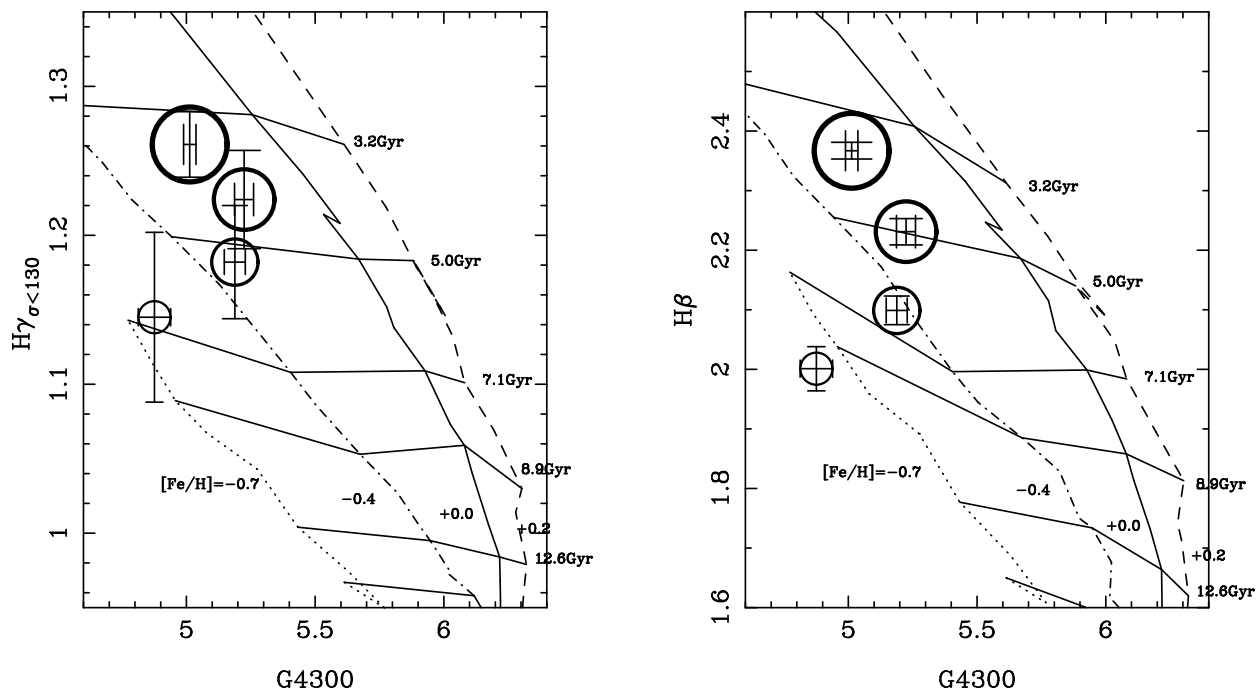 1.3
1.2
1.1
1
Hγσ<130
3.2Gyr
5.0Gyr
7.1Gyr
8.9Gyr
12.6Gyr
[Fe/H]=−0.7
−0.4
+0.0
+0.2
5
5.5
6
G4300
2.4
2.2
2
1.8
1.6
Hβ
3.2Gyr
5.0Gyr
7.1Gyr
8.9Gyr
12.6Gyr
[Fe/H]=−0.7
−0.4
+0.0
+0.2
5
5.5
6
G4300